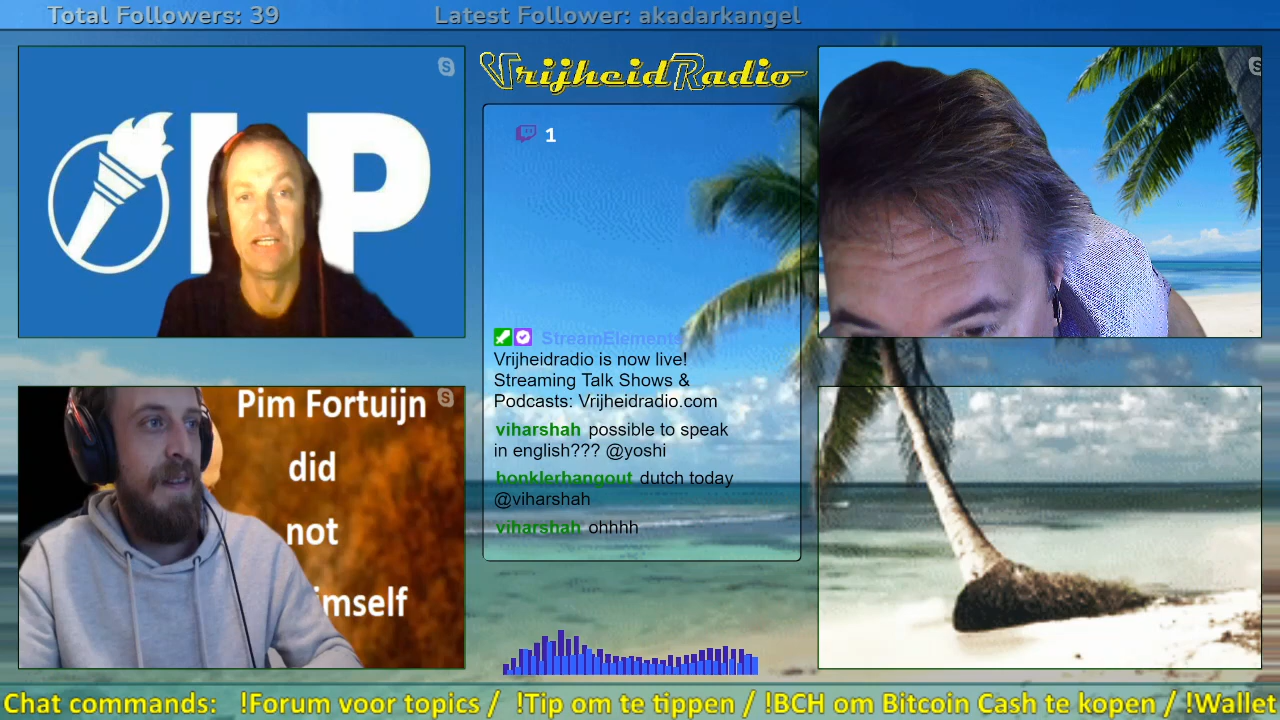 Total Followers: 39
Latest Follower: akadarkangel
VrijheidRadio
LP
1
StreamElements
Vrijheidradio is now live!
Streaming Talk Shows &
Podcasts: Vrijheidradio.com
viharshah possible to speak
in english??? @yoshi
honklerhangout dutch today
@viharshah
viharshah ohhhh
Pim Fortuijn
did
not
imself
Chat commands: !Forum voor topics / !Tip om te tippen / !BCH om Bitcoin Cash te kopen / !Wallet